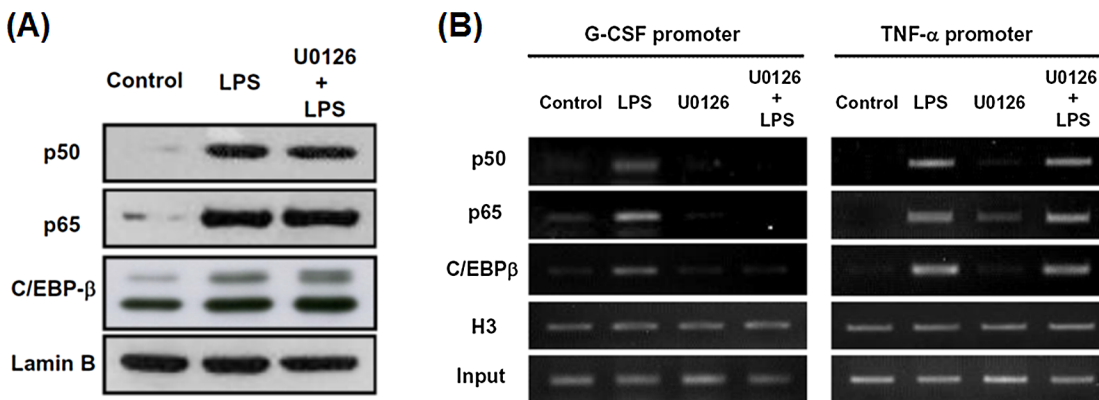 (A)
Control LPS U0126
+
LPS
p50
p65
C/EBP-β
Lamin B
(B)
G-CSF promoter
TNF-α promoter
Control LPS U0126 U0126
+
LPS
Control LPS U0126 U0126
+
LPS
p50
p65
C/EBPβ
H3
Input